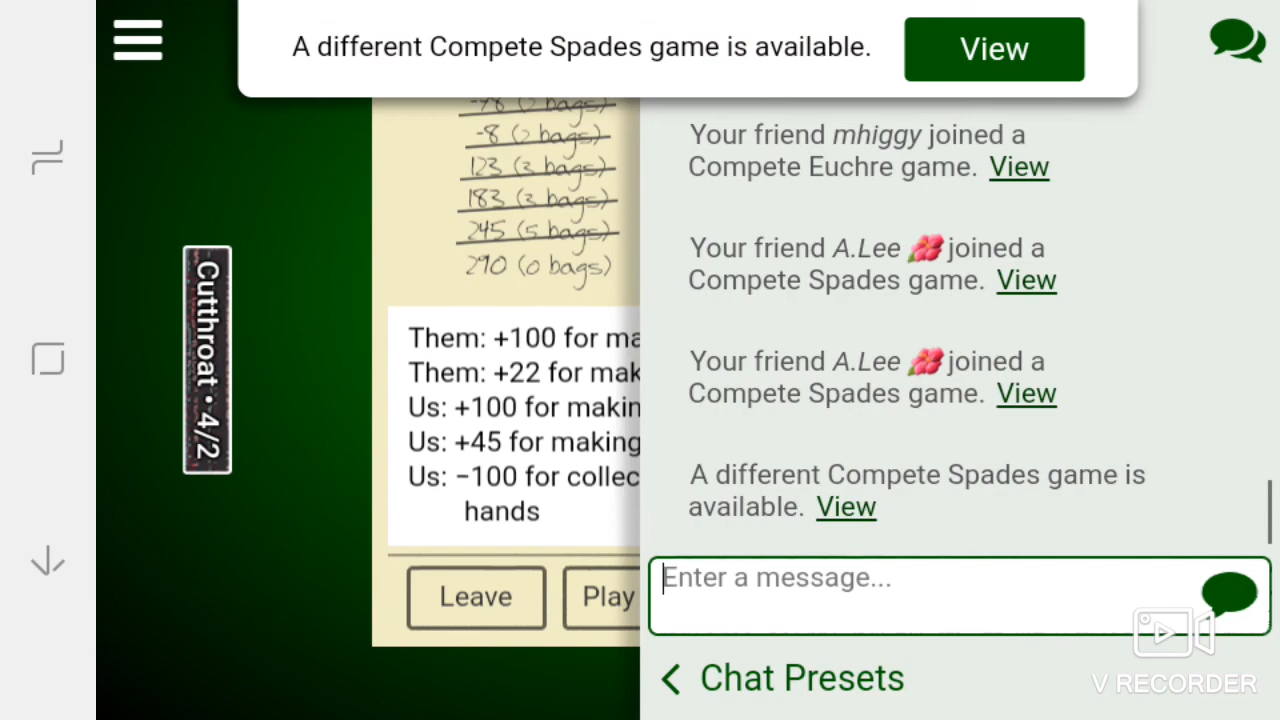 A different Compete Spades game is available.
View
-78 (2 bags)
-8 (2 bags)
123 (3 bags)
183 (3 bags)
245 (5 bags)
290 (0 bags)
Cutthroat • 4/2
Them: +100 for ma
Them: +22 for mak
Us: +100 for makin
Us: +45 for making
Us: −100 for collec
hands
Leave
Play
Your friend mhiggy joined a
Compete Euchre game. View
Your friend A.Lee 🌺 joined a
Compete Spades game. View
Your friend A.Lee 🌺 joined a
Compete Spades game. View
A different Compete Spades game is
available. View
Enter a message...
Chat Presets
V RECORDER